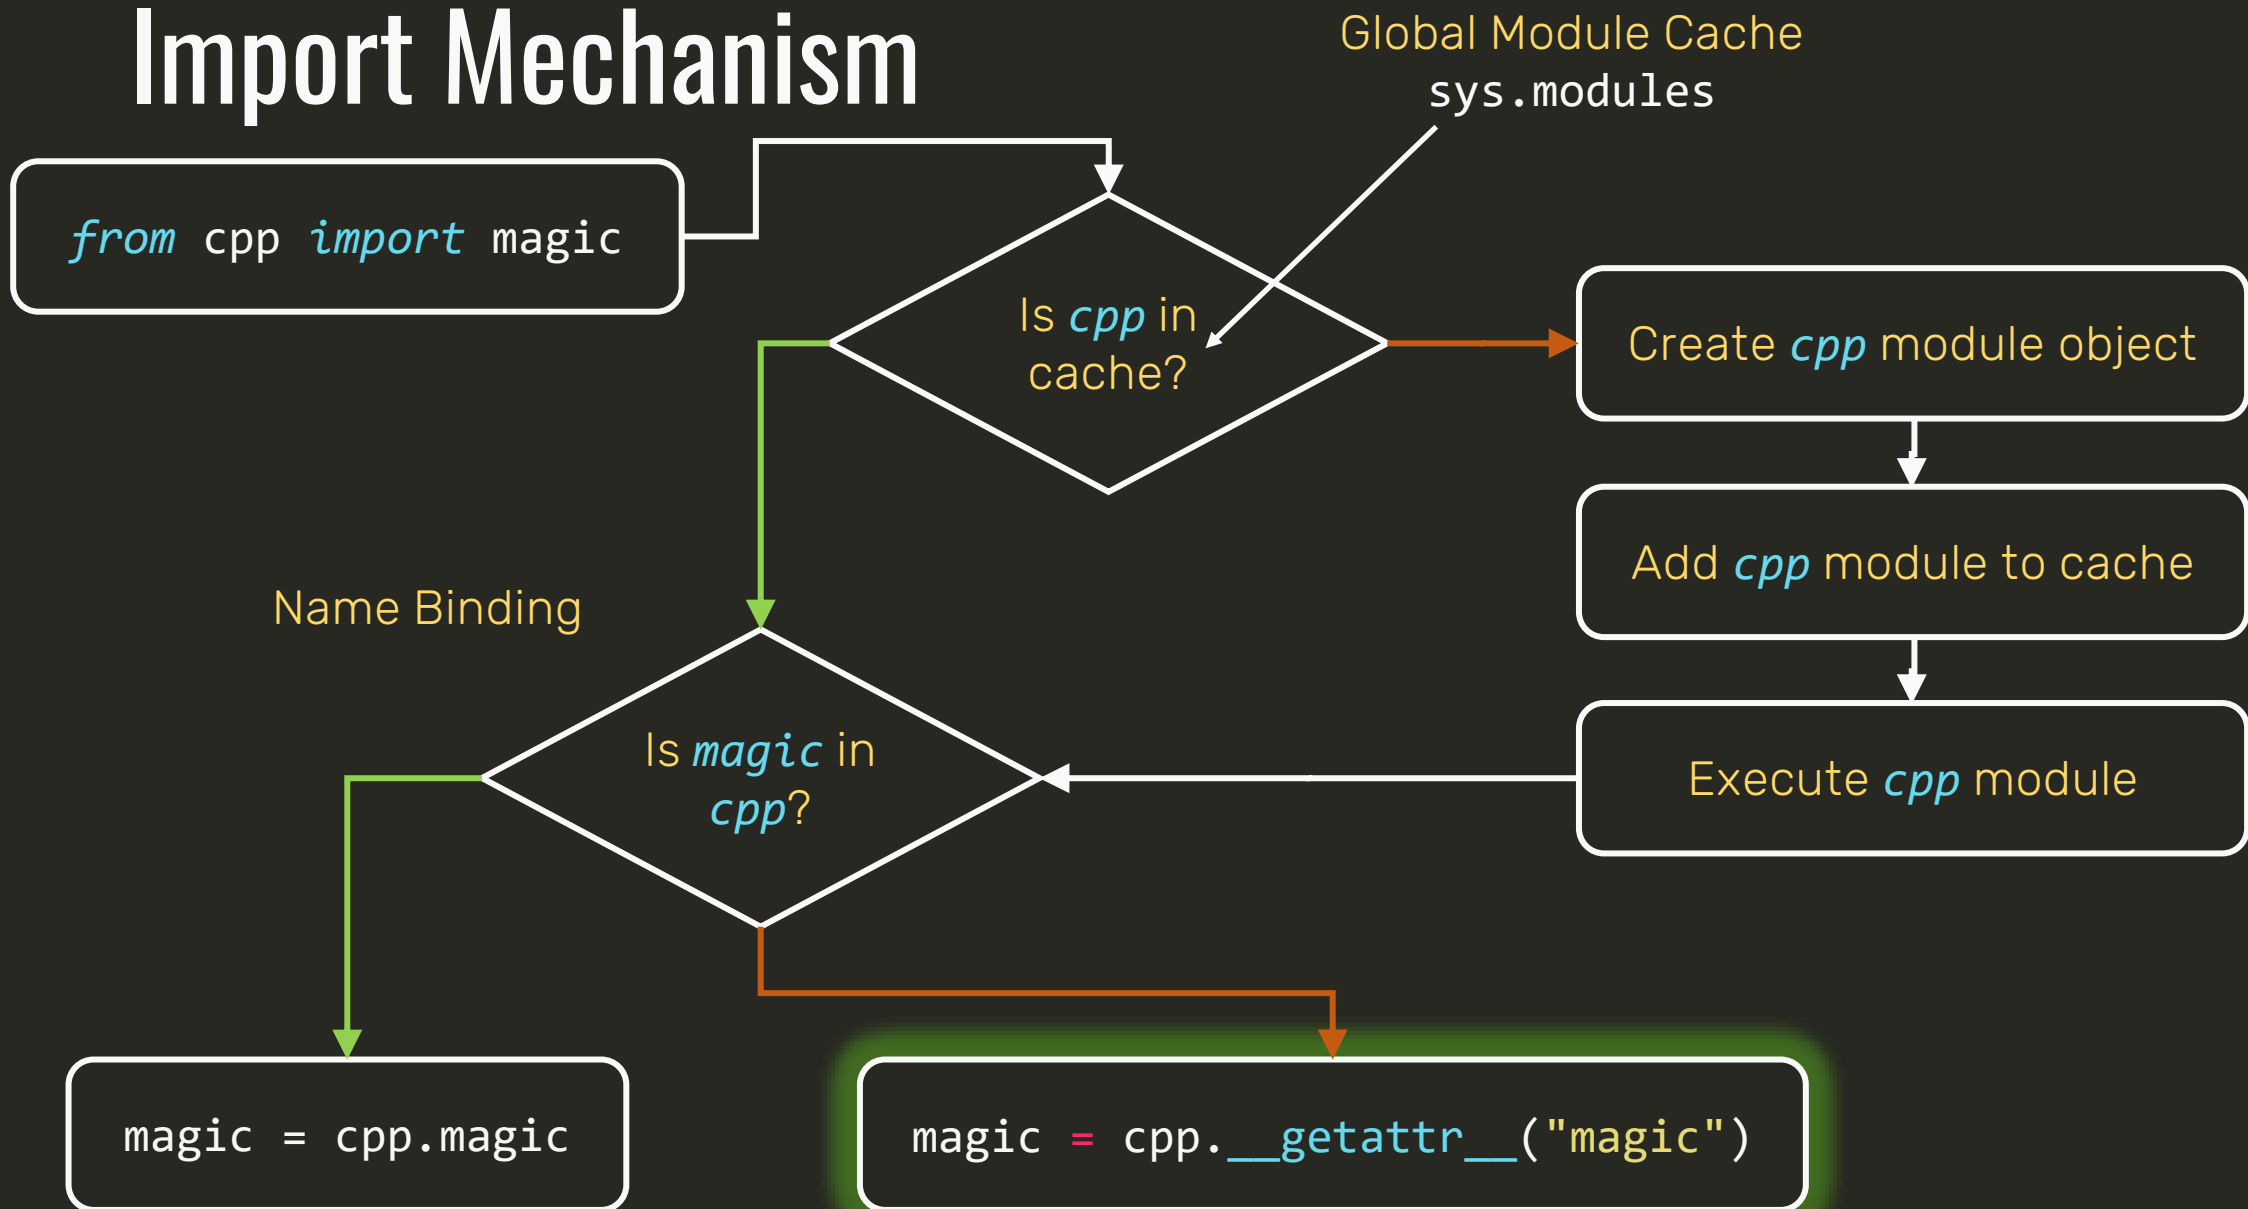 Import Mechanism
Global Module Cache
sys.modules
from cpp import magic
Is cpp in
cache?
Create cpp module object
Add cpp module to cache
Name Binding
Is magic in
cpp?
Execute cpp module
magic = cpp.magic
magic = cpp.__getattr__("magic")